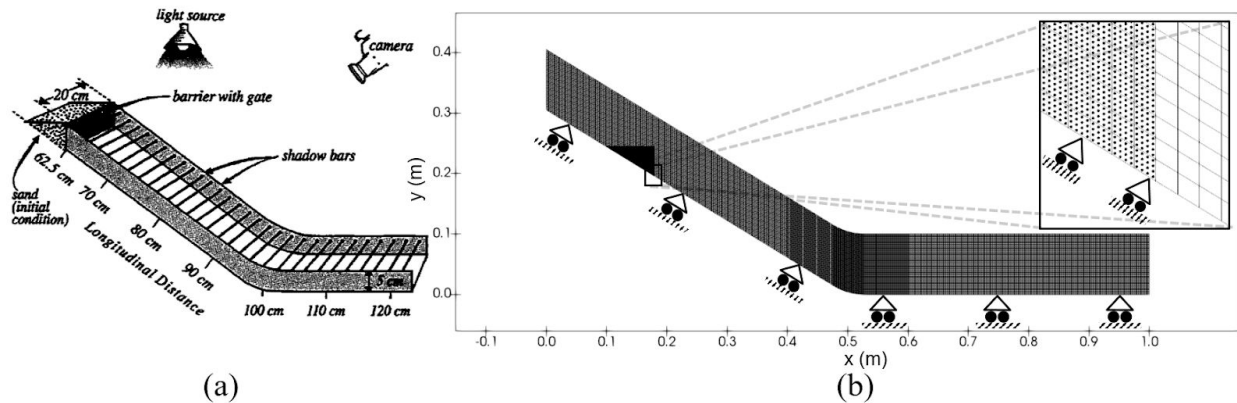 light source
camera
20 cm
barrier with gate
shadow bars
sand
(initial
condition)
62.5 cm
70 cm
80 cm
90 cm
Longitudinal Distance
5 cm
100 cm
110 cm
120 cm
(a)
y (m)
0.4
0.3
0.2
0.1
0.0
-0.1
0.0
0.1
0.2
0.3
0.4
0.5
0.6
0.7
0.8
0.9
1.0
x (m)
(b)